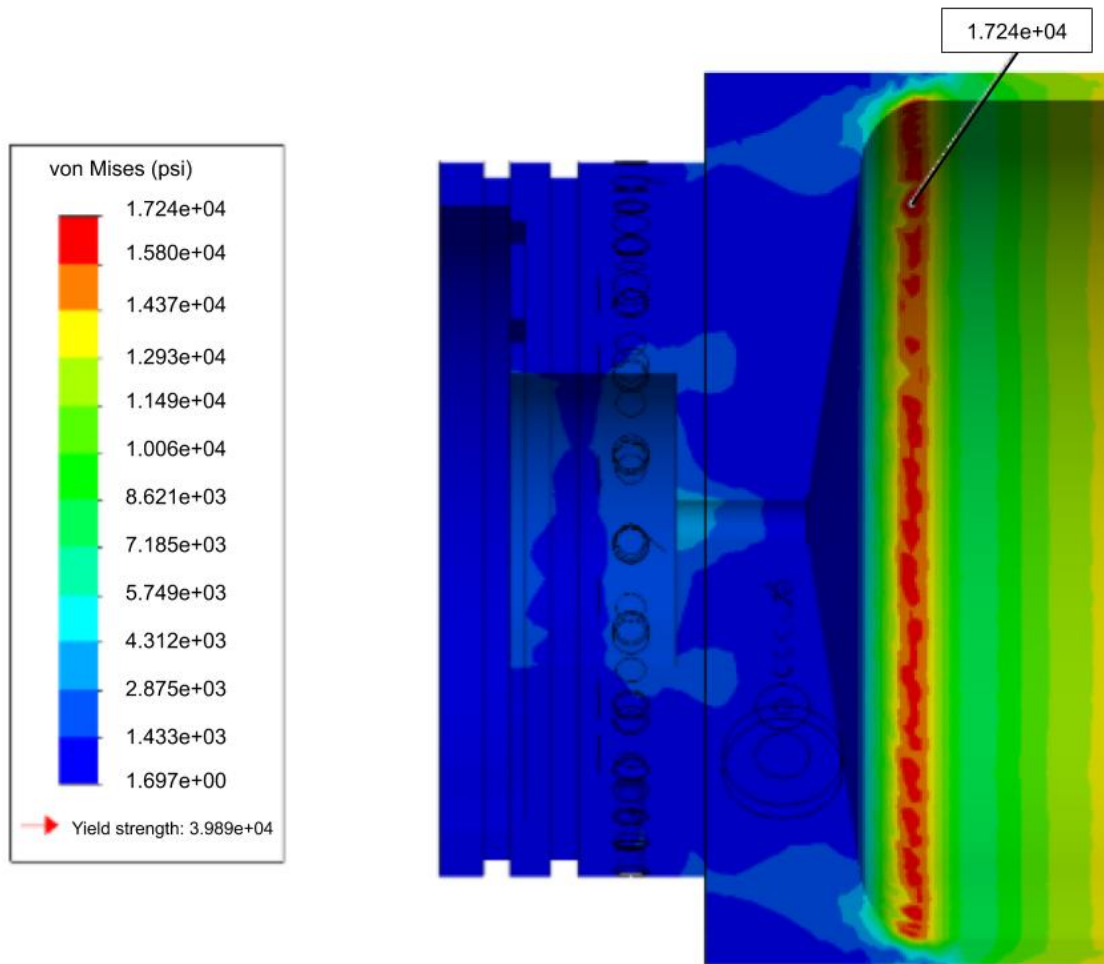 1.724e+04
von Mises (psi)
1.724e+04
1.580e+04
1.437e+04
1.293e+04
1.149e+04
1.006e+04
8.621e+03
7.185e+03
5.749e+03
4.312e+03
2.875e+03
1.433e+03
1.697e+00
Yield strength: 3.989e+04